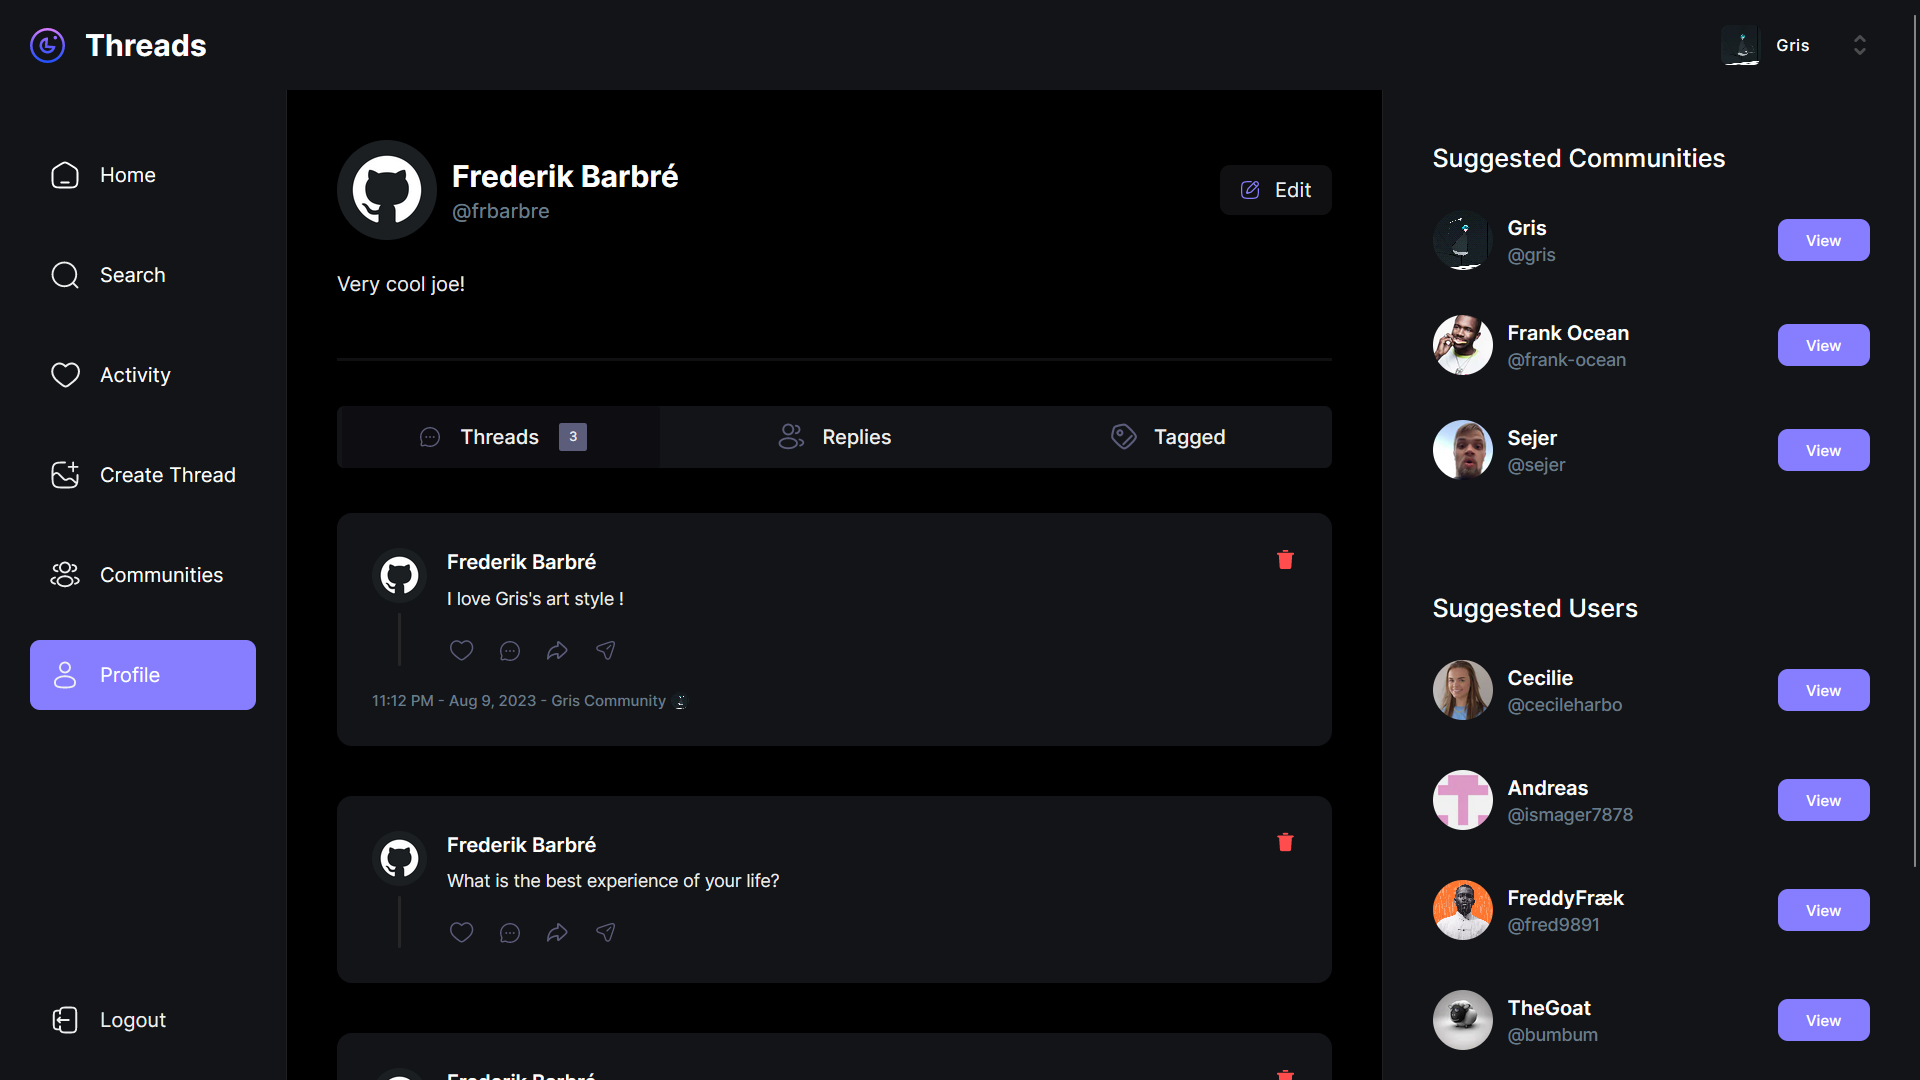 Threads
Gris
Home
Search
Activity
Create Thread
Communities
Profile
Logout
Frederik Barbré
@frbarbre
Edit
Very cool joe!
Threads 3
Replies
Tagged
Frederik Barbré
I love Gris's art style !
11:12 PM - Aug 9, 2023 - Gris Community
Frederik Barbré
What is the best experience of your life?
Frederik Barbré
Suggested Communities
Gris
@gris
View
Frank Ocean
@frank-ocean
View
Sejer
@sejer
View
Suggested Users
Cecilie
@cecileharbo
View
Andreas
@ismager7878
View
FreddyFræk
@fred9891
View
TheGoat
@bumbum
View